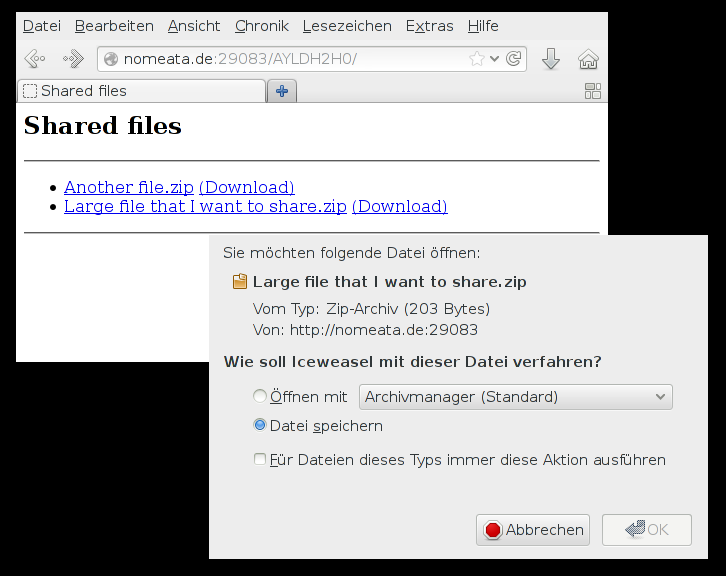 Datei Bearbeiten Ansicht Chronik Lesezeichen Extras Hilfe
nomeata.de:29083/AYLDH2H0/
Shared files
Shared files
Another file.zip (Download)
Large file that I want to share.zip (Download)
Sie möchten folgende Datei öffnen:
Large file that I want to share.zip
Vom Typ: Zip-Archiv (203 Bytes)
Von: http://nomeata.de:29083
Wie soll Iceweasel mit dieser Datei verfahren?
Öffnen mit Archivmanager (Standard)
Datei speichern
Für Dateien dieses Typs immer diese Aktion ausführen
Abbrechen OK